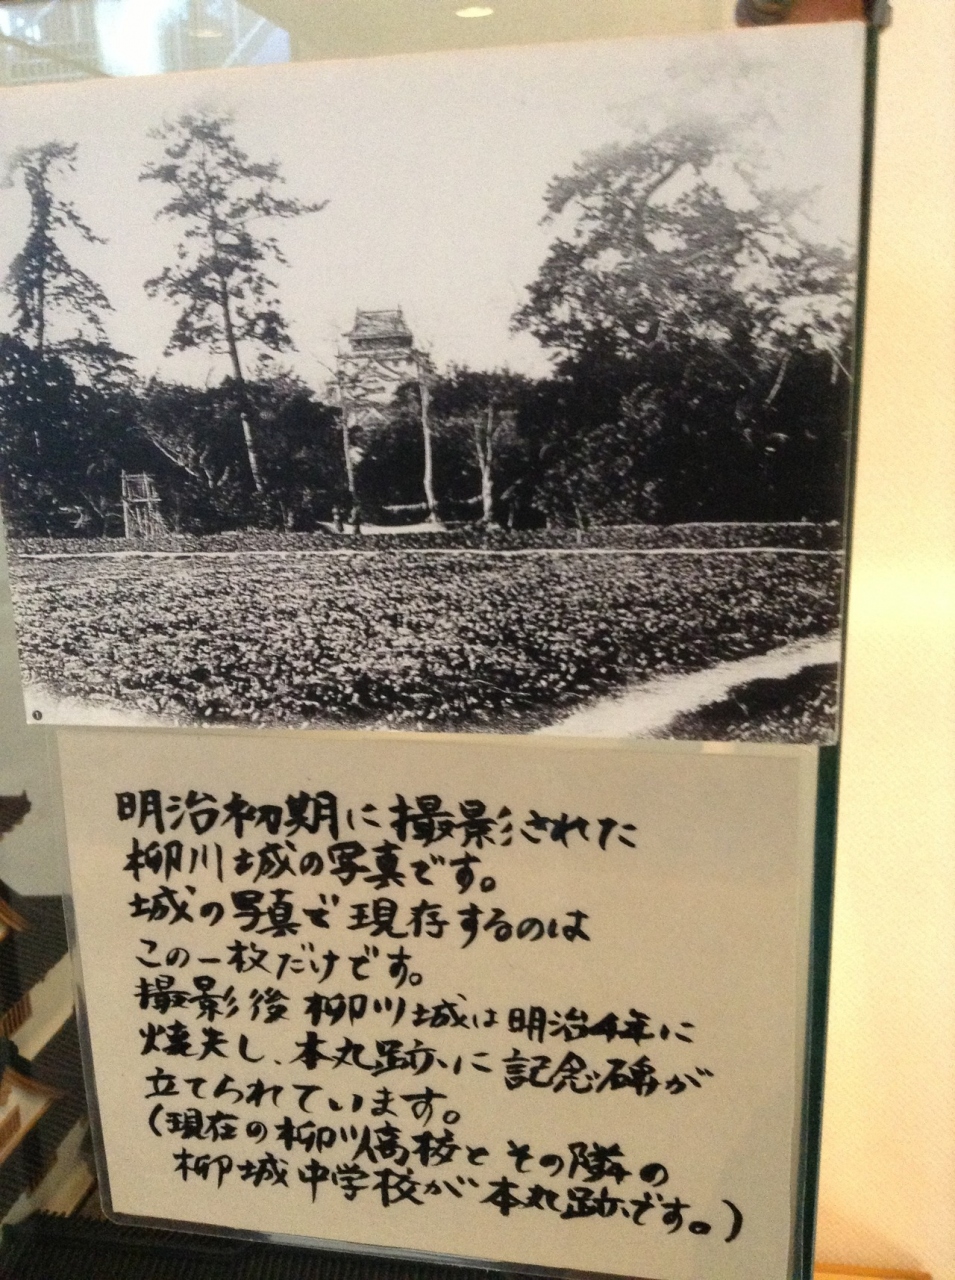 明治初期に撮影された
柳川城の写真です。
城の写真で現存するのは
この一枚だけです。
撮影後柳川城は明治4年に
焼失し、本丸跡に記念碑が
立てられています。
(現在の柳川高校とその隣の
柳城中学校が本丸跡です。)
1